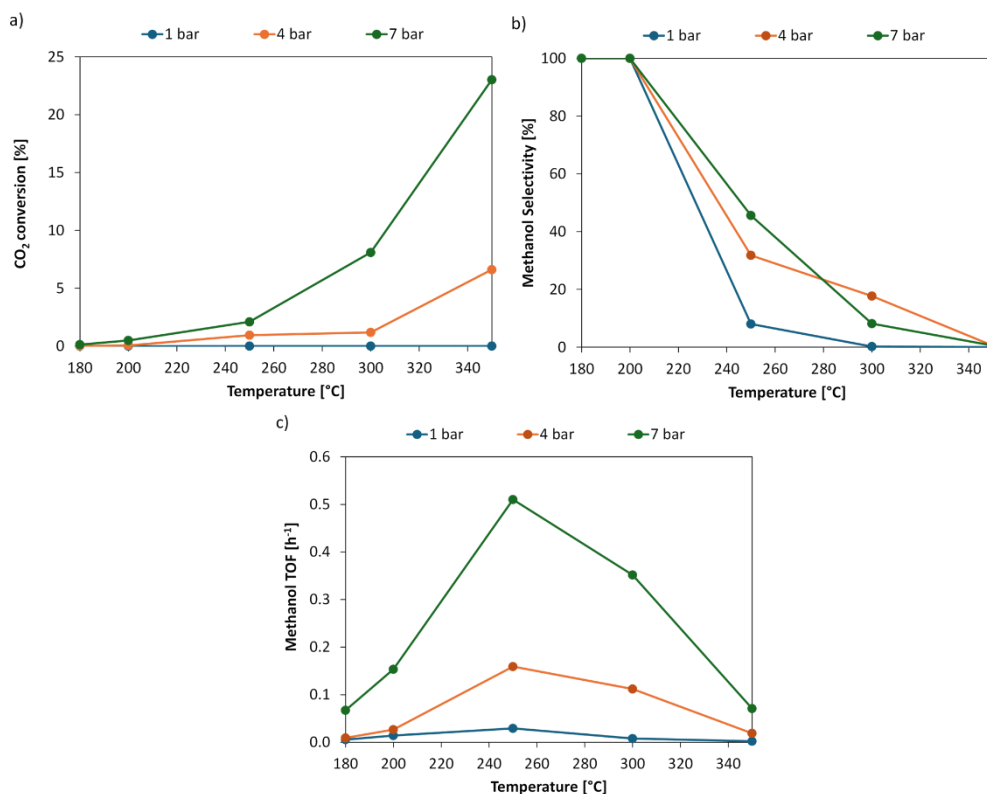 a)
1 bar 4 bar 7 bar
25
20
15
10
5
0
CO₂ conversion [%]
180 200 220 240 260 280 300 320 340
Temperature [°C]
b)
1 bar 4 bar 7 bar
100
80
60
40
20
0
Methanol Selectivity [%]
180 200 220 240 260 280 300 320 340
Temperature [°C]
c)
1 bar 4 bar 7 bar
0.6
0.5
0.4
0.3
0.2
0.1
0.0
Methanol TOF [h⁻¹]
180 200 220 240 260 280 300 320 340
Temperature [°C]